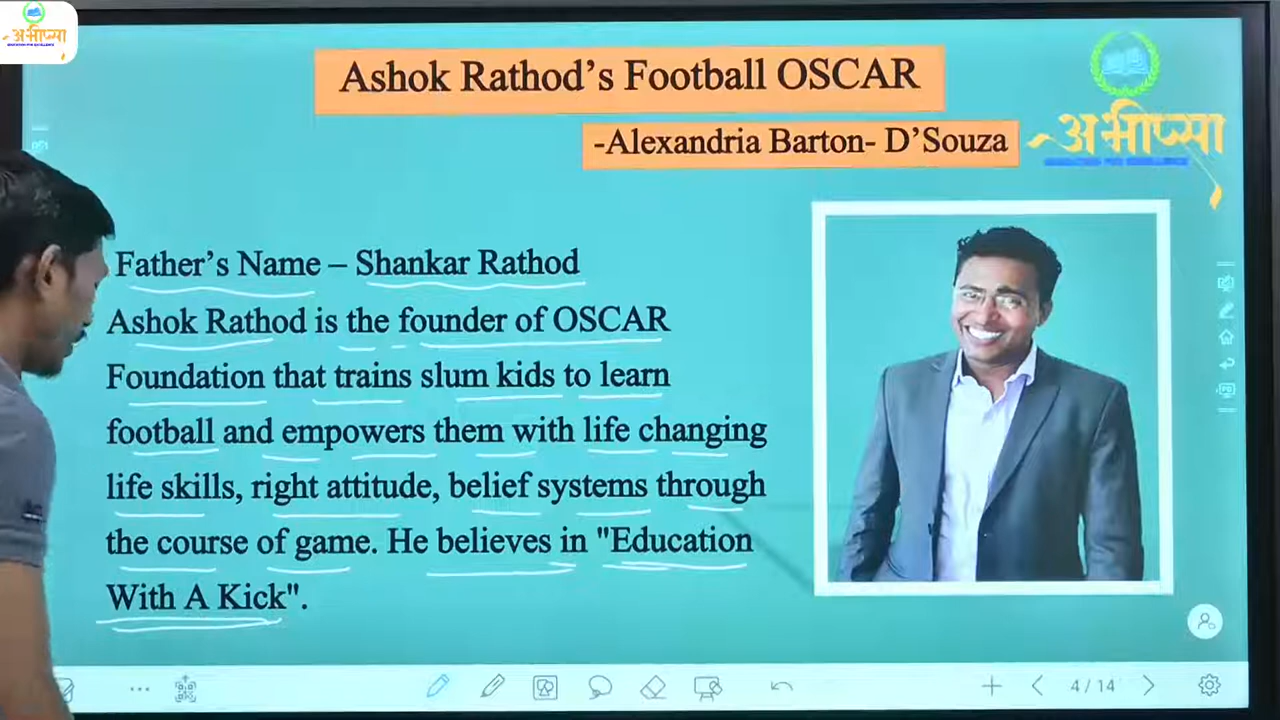 अभीप्सा
Ashok Rathod’s Football OSCAR
-Alexandria Barton- D’Souza
अभीप्सा
Father’s Name – Shankar Rathod
Ashok Rathod is the founder of OSCAR
Foundation that trains slum kids to learn
football and empowers them with life changing
life skills, right attitude, belief systems through
the course of game. He believes in "Education
With A Kick".
4 / 14